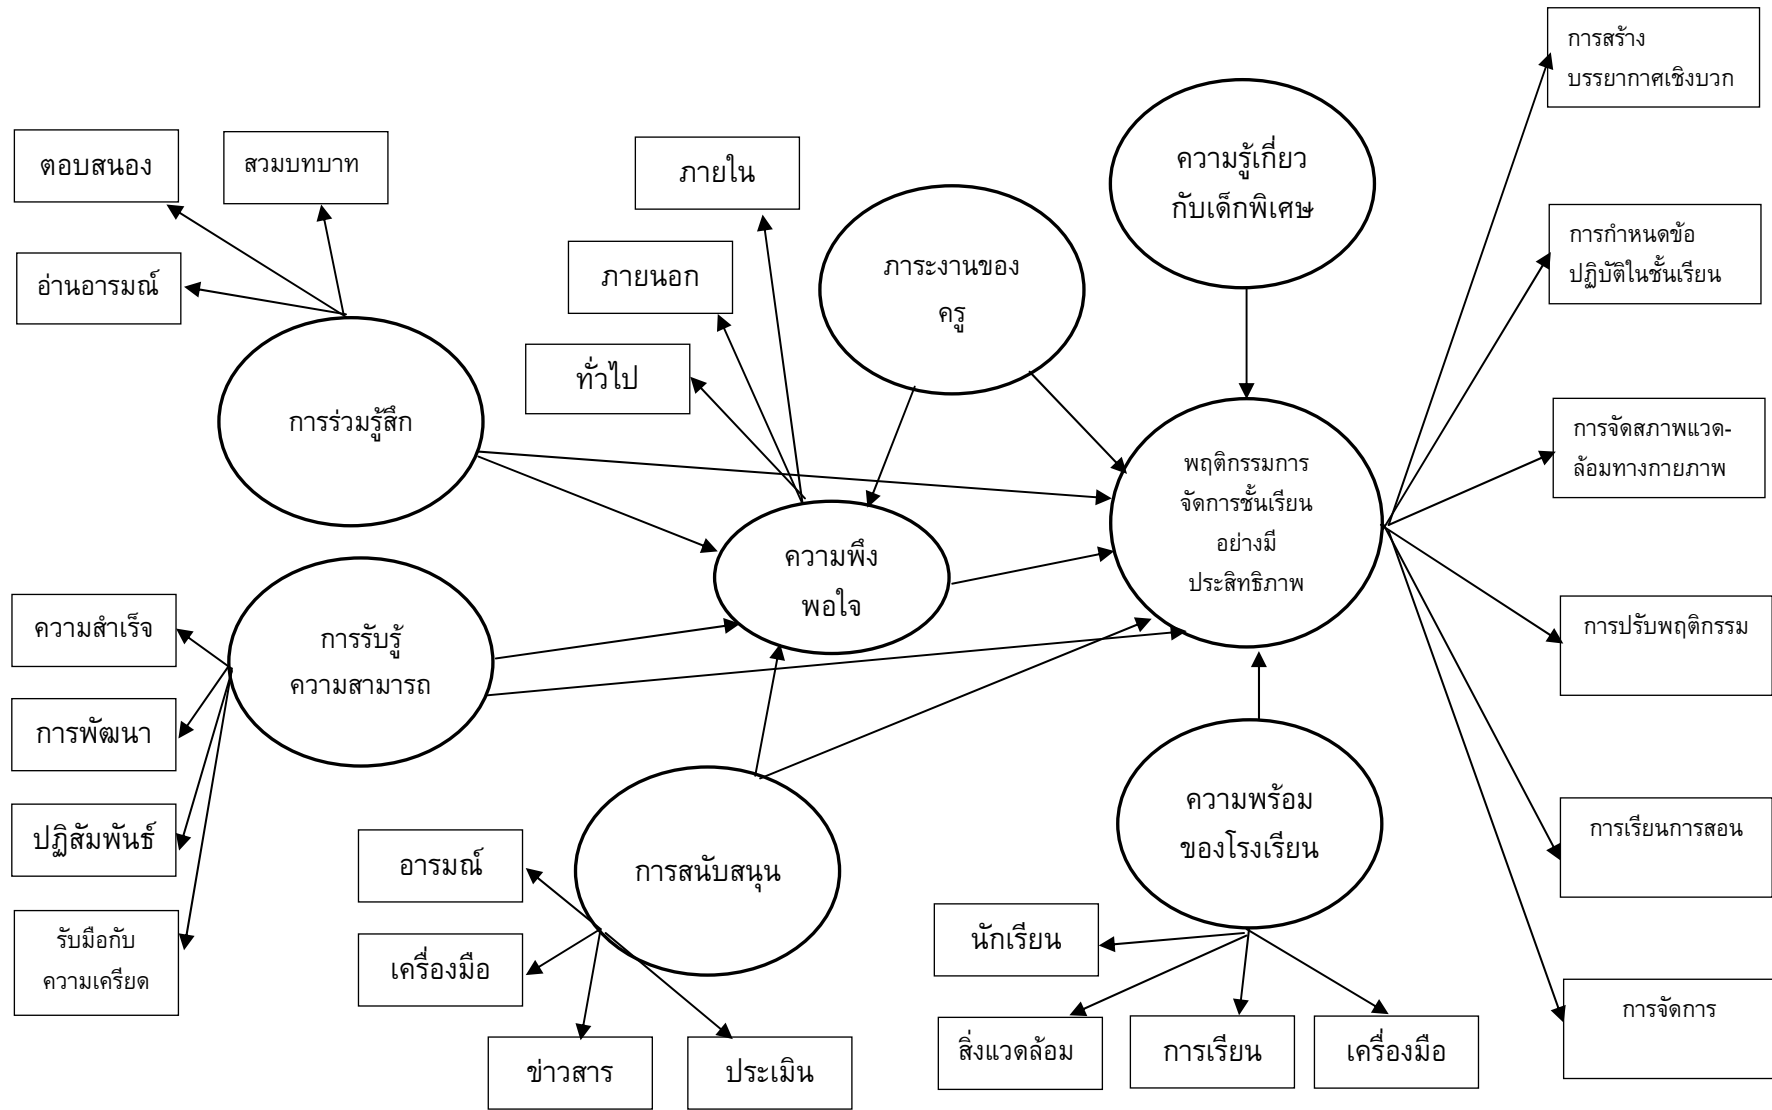 การสร้าง
บรรยากาศเชิงบวก
ตอบสนอง
สวมบทบาท
ภายใน
ความรู้เกี่ยว
กับเด็กพิเศษ
อ่านอารมณ์
ภายนอก
ภาระงานของ
ครู
การกำหนดข้อ
ปฏิบัติในชั้นเรียน
ทั่วไป
การร่วมรู้สึก
พฤติกรรมการ
จัดการชั้นเรียน
อย่างมี
ประสิทธิภาพ
การจัดสภาพแวด-
ล้อมทางกายภาพ
ความพึง
พอใจ
ความสำเร็จ
การรับรู้
ความสามารถ
การปรับพฤติกรรม
การพัฒนา
ปฏิสัมพันธ์
อารมณ์
การสนับสนุน
ความพร้อม
ของโรงเรียน
การเรียนการสอน
รับมือกับ
ความเครียด
เครื่องมือ
นักเรียน
ข่าวสาร
ประเมิน
สิ่งแวดล้อม
การเรียน
เครื่องมือ
การจัดการ